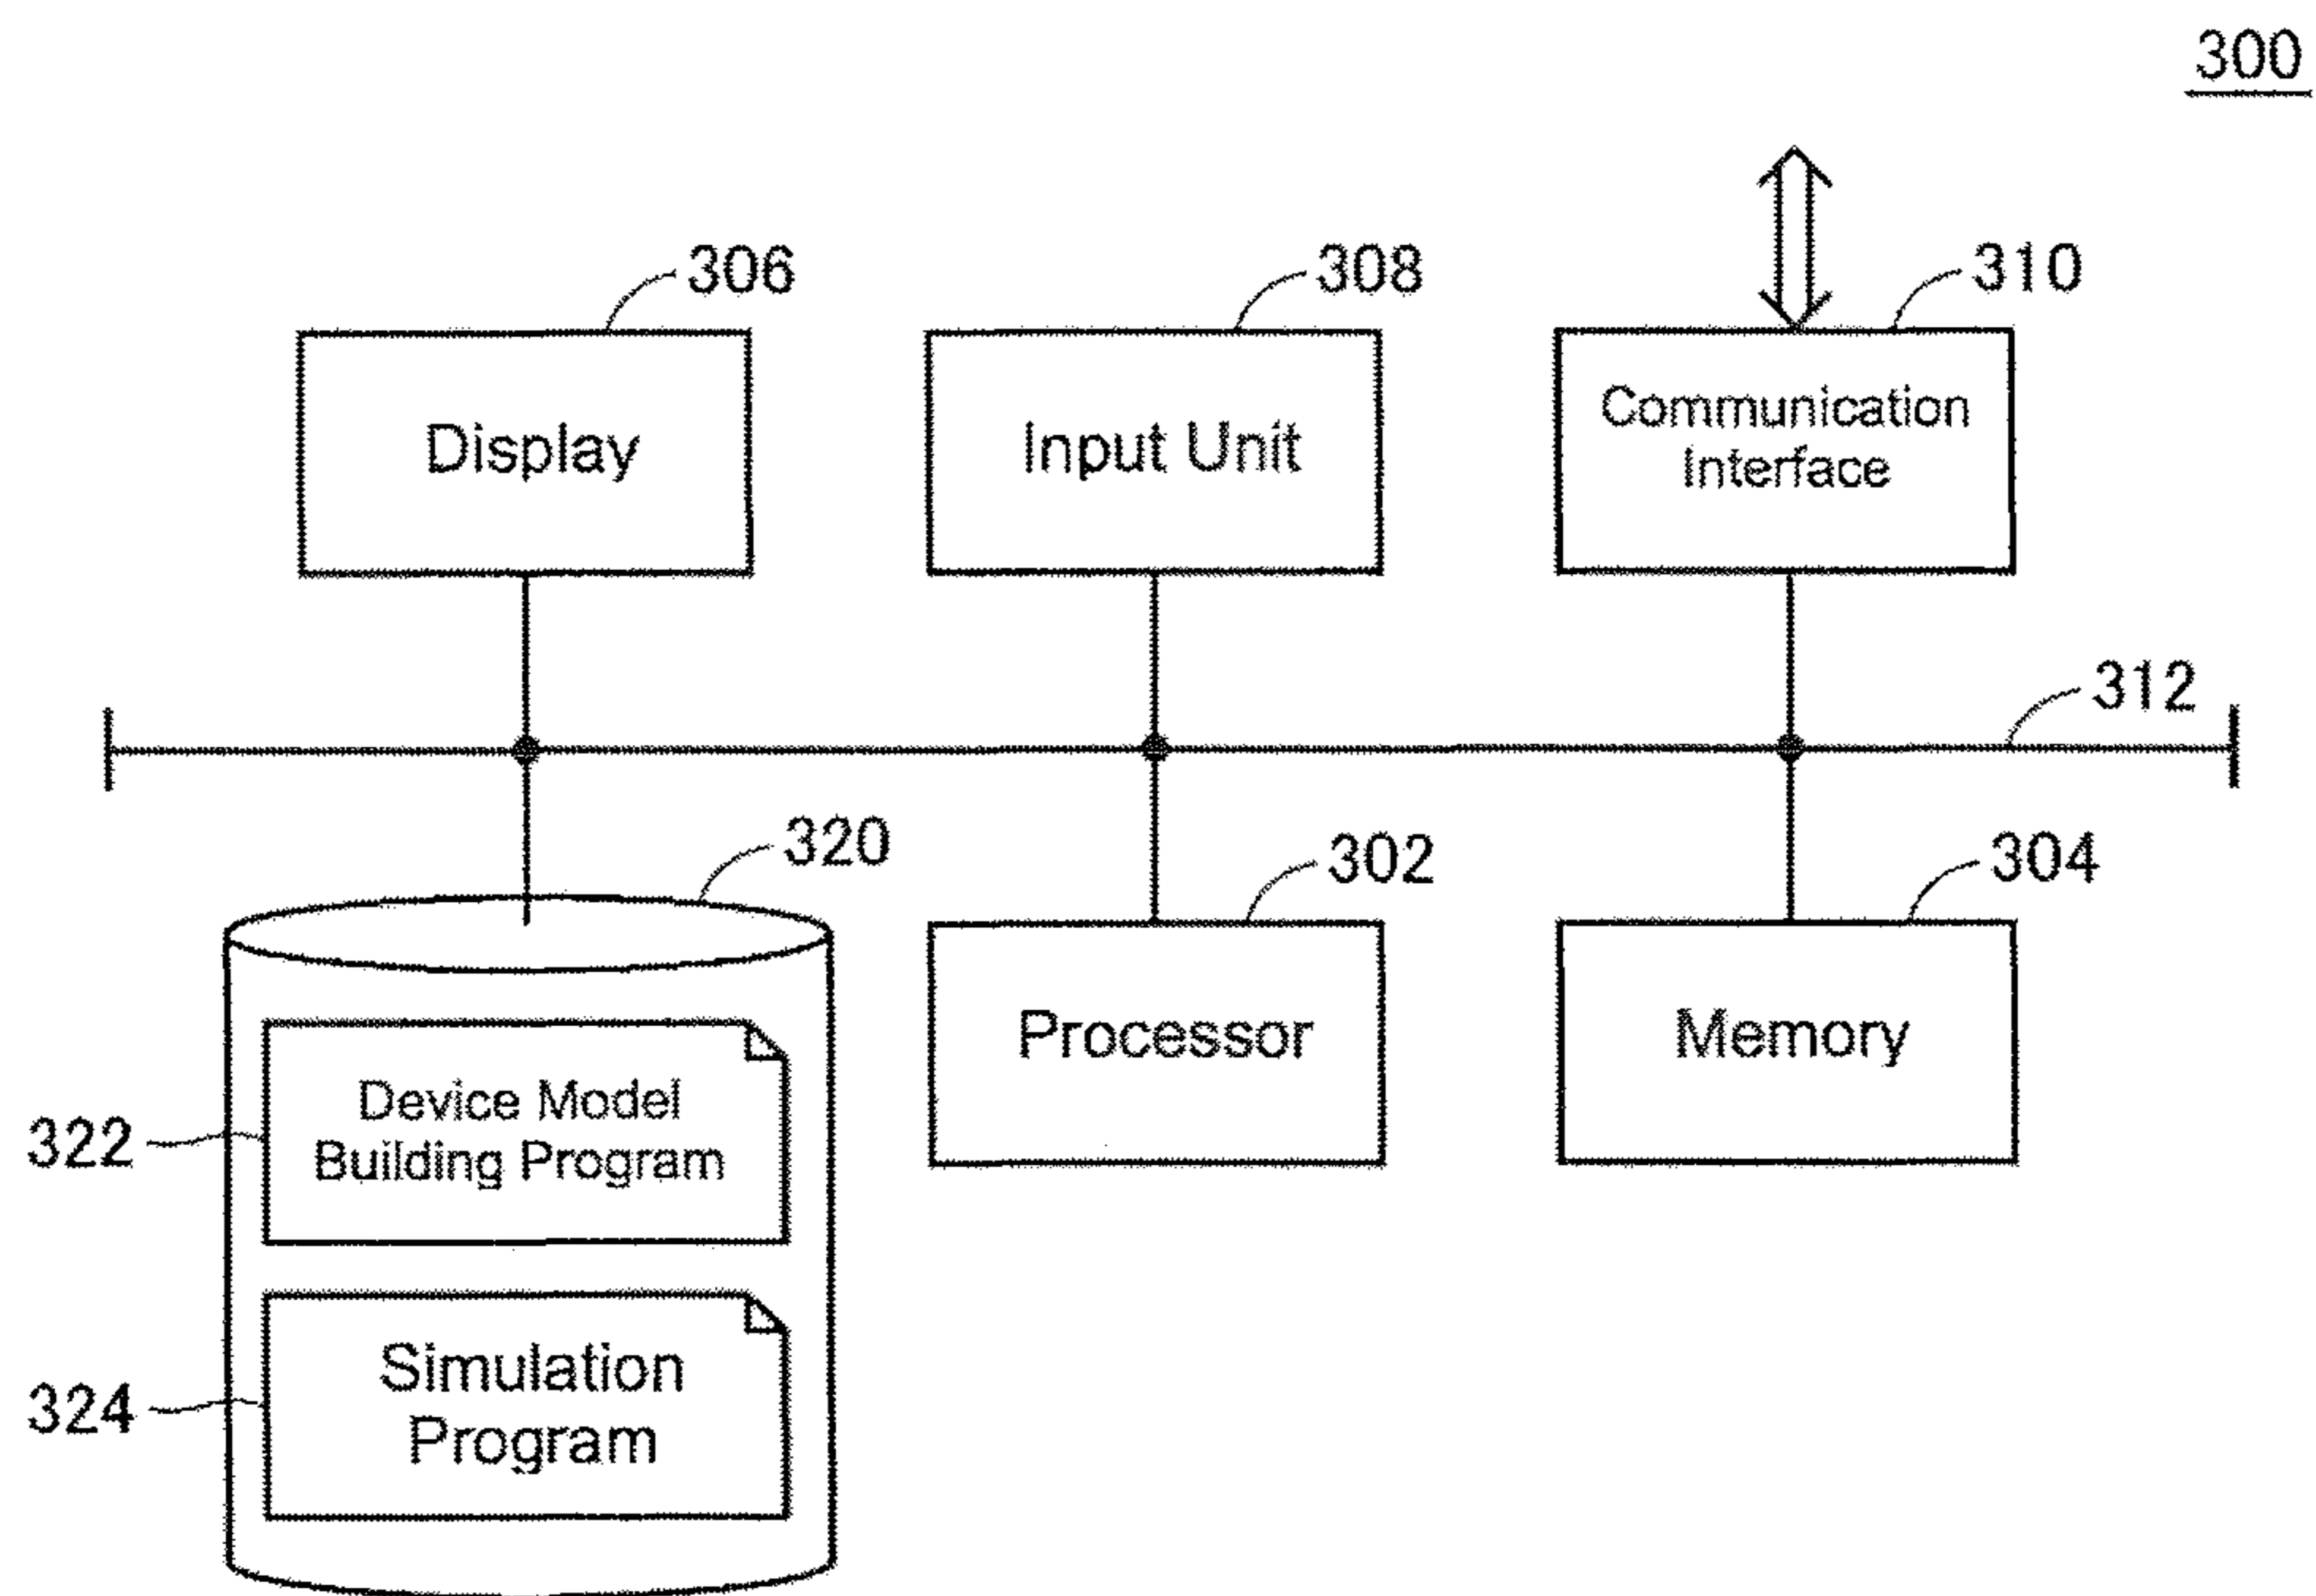 300
306
308
310
Display
Input Unit
Communication
Interface
312
320
302
304
Processor
Memory
322
Device Model
Building Program
324
Simulation
Program